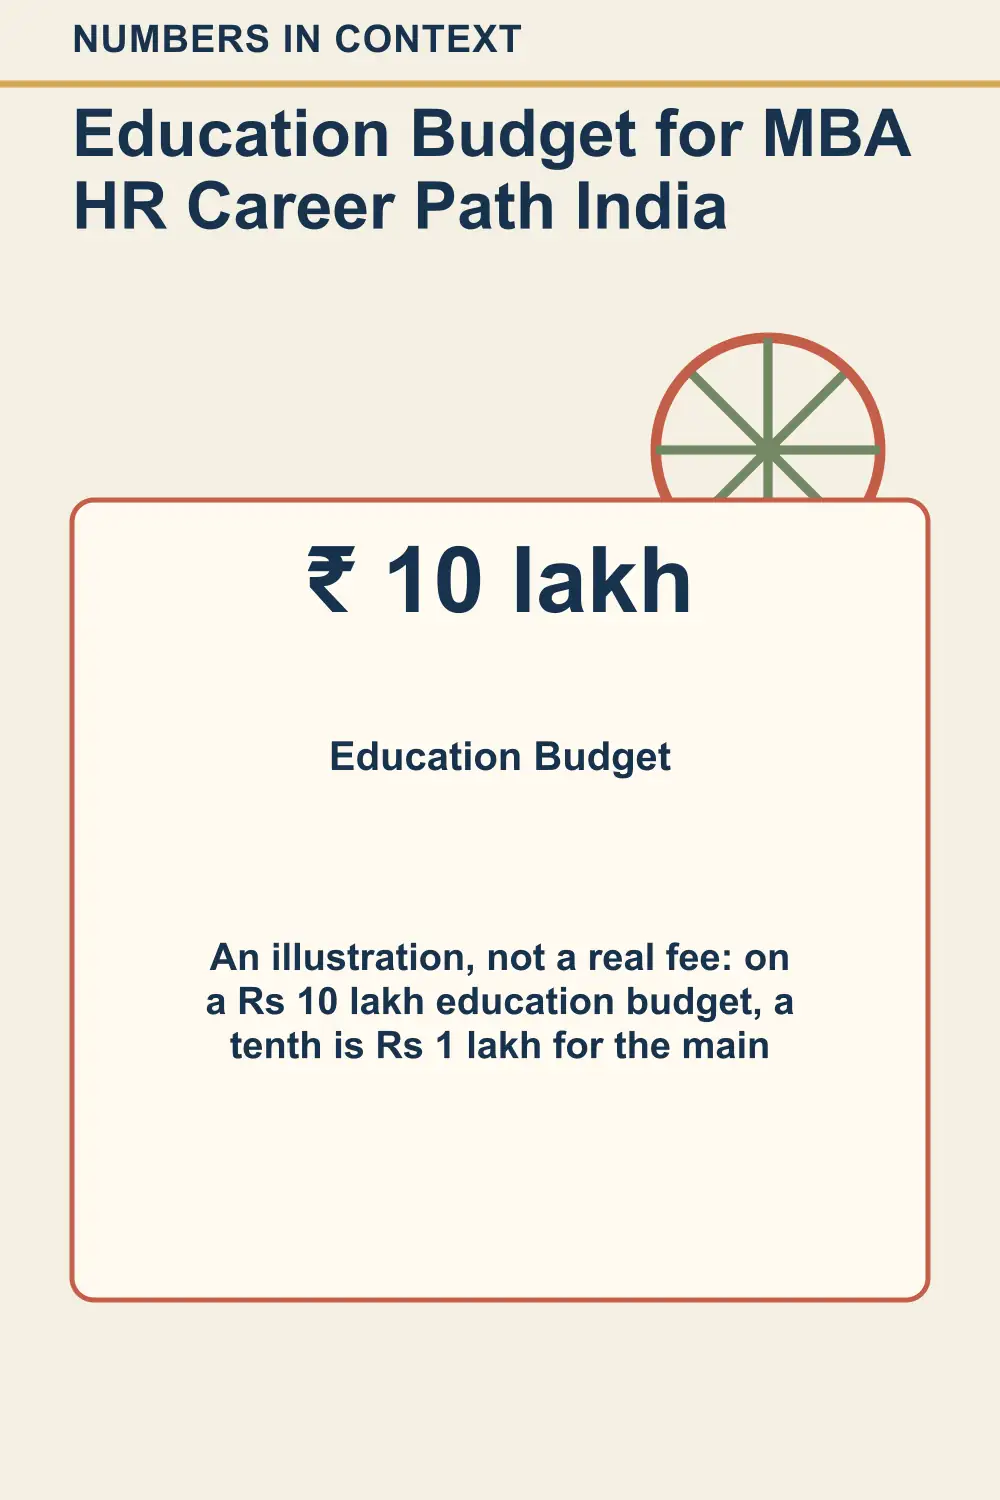 NUMBERS IN CONTEXT
Education Budget for MBA
HR Career Path India
₹ 10 lakh
Education Budget
An illustration, not a real fee: on
a Rs 10 lakh education budget, a
tenth is Rs 1 lakh for the main